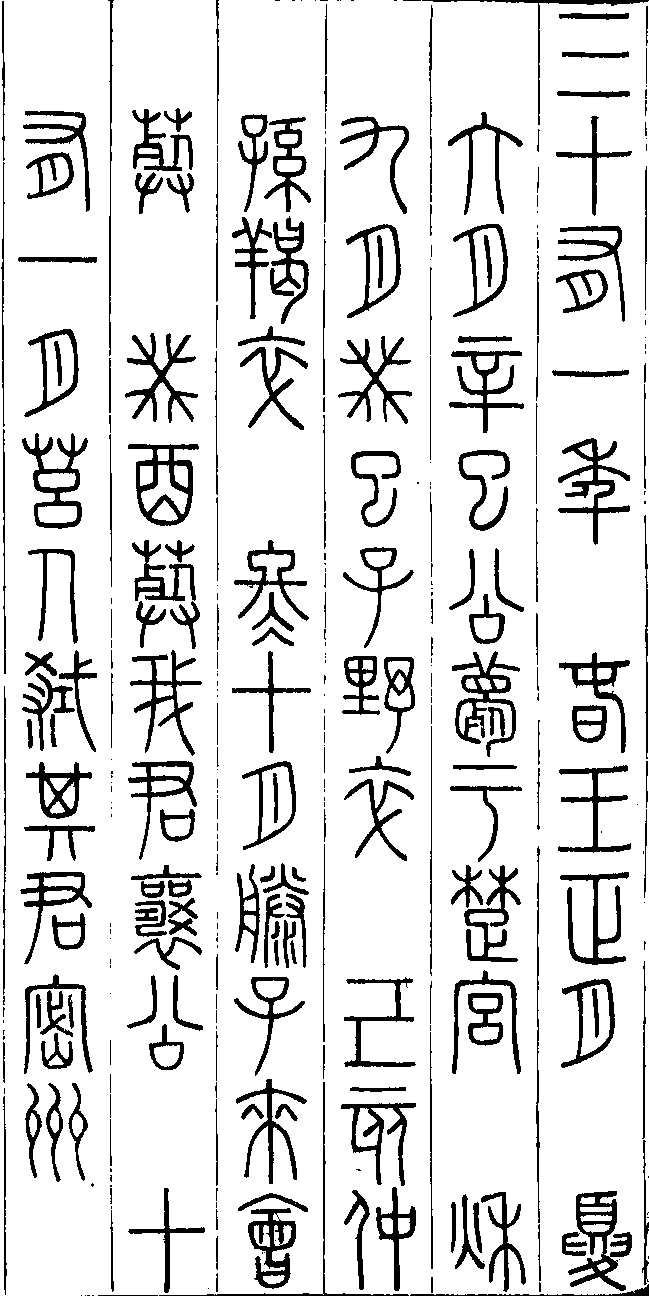 三十有一年　春王正月　夏
六月辛巳公薨于楚宮　秋
九月癸巳子野卒　己亥仲
孫羯卒　冬十月滕子來會
葬　癸酉葬我君襄公　十
有一月莒人弒其君密州